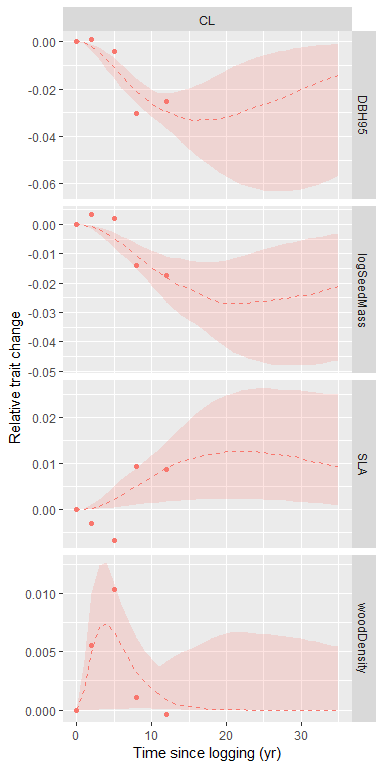 CL
0.00
-0.02
-0.04
-0.06
DBH95
0.00
-0.01
-0.02
-0.03
-0.04
-0.05
logSeedMass
Relative trait change
0.02
0.01
0.00
SLA
0.010
0.005
0.000
woodDensity
0
10
20
30
Time since logging (yr)